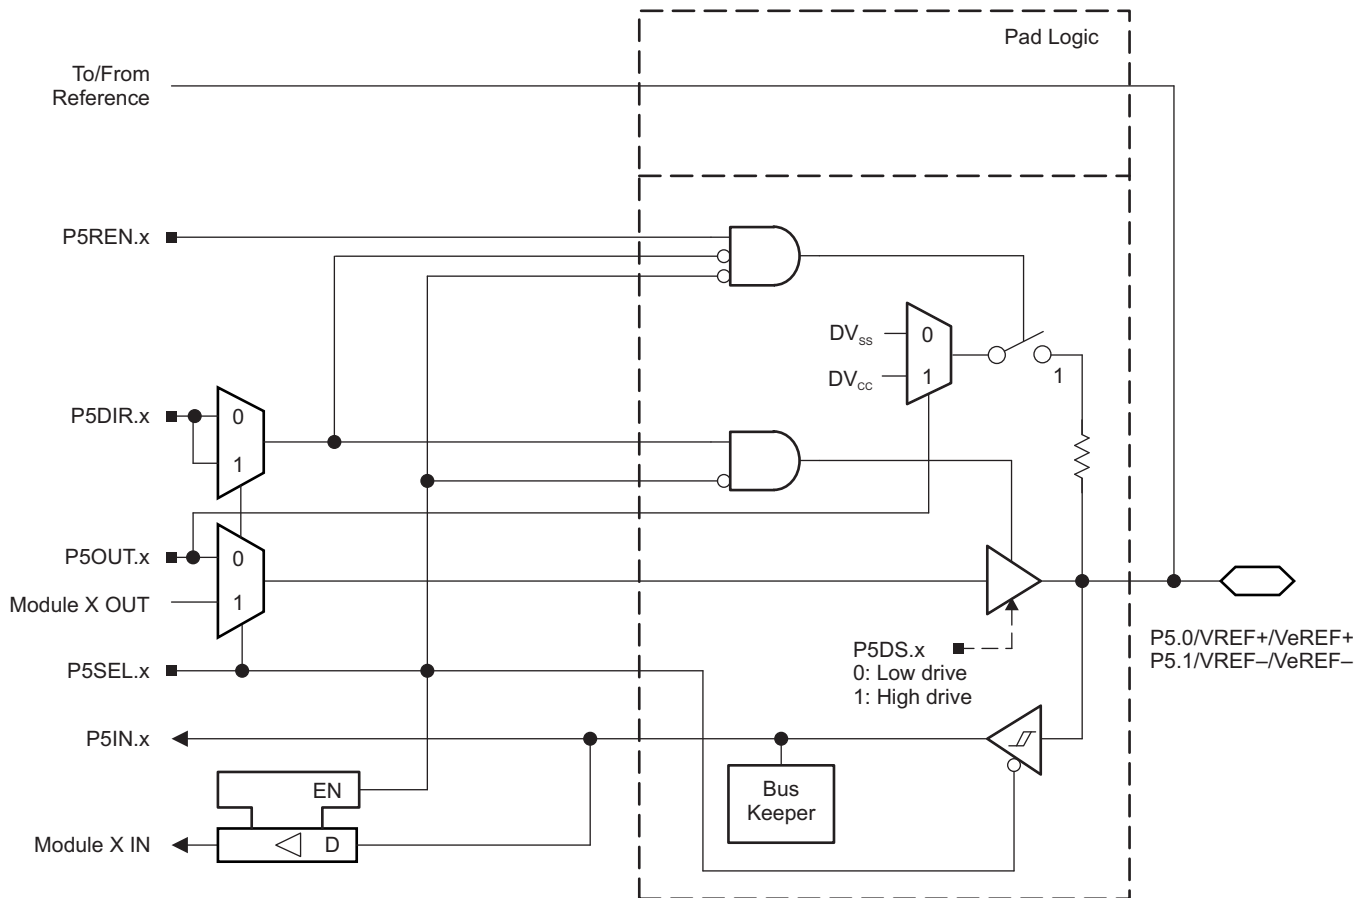 Pad Logic
To/From
Reference
P5REN.x
DVSS
0
DVCC
1
1
P5DIR.x
0
1
P5OUT.x
0
Module X OUT
1
P5SEL.x
P5DS.x
0: Low drive
1: High drive
P5.0/VREF+/VeREF+
P5.1/VREF–/VeREF–
P5IN.x
EN
Bus
Keeper
Module X IN
D